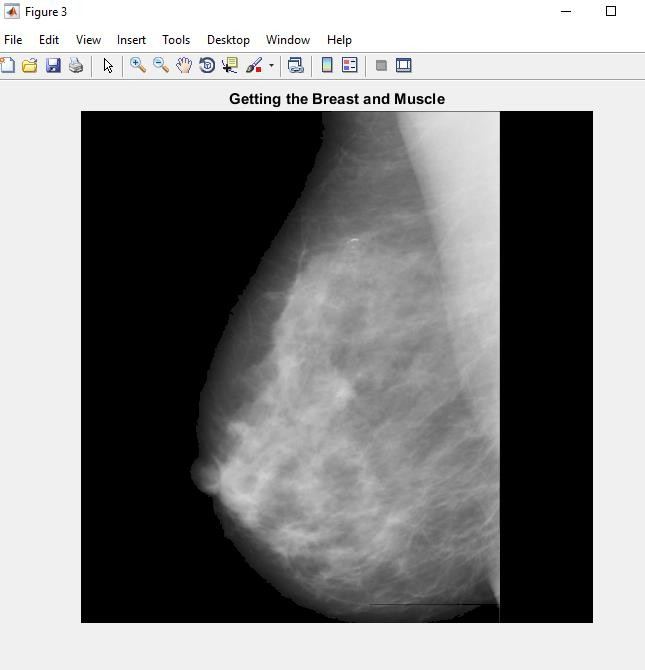 Figure 3
File Edit View Insert Tools Desktop Window Help
Getting the Breast and Muscle